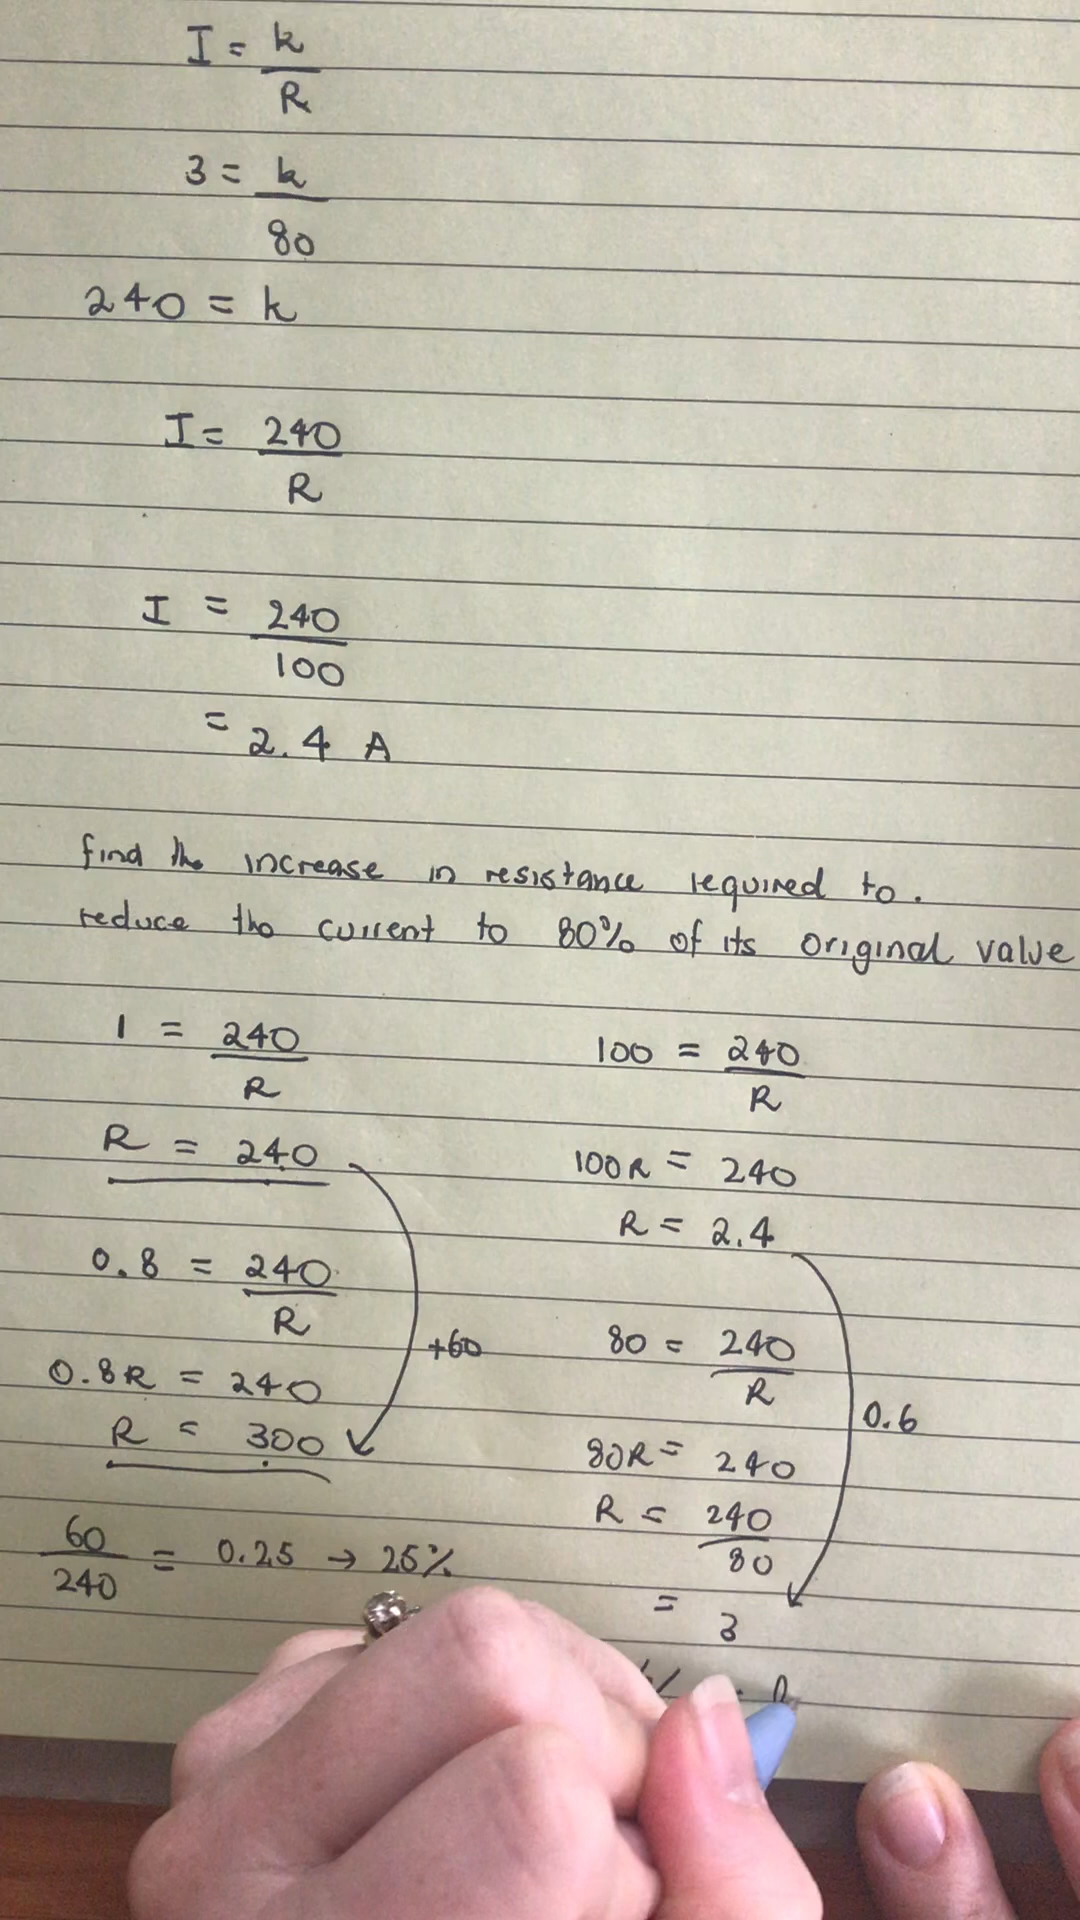 I = k
R
3 = k
80
240 = k
I = 240
R
I = 240
100
= 2.4 A
find the increase in resistance required to.
reduce the current to 80% of its original value
1 = 240
R
R = 240
0.8 = 240
R
0.8R = 240
R = 300
+60
60
240
= 0.25 → 25%
100 = 240
R
100R = 240
R = 2.4
80 = 240
R
80R = 240
R = 240
80
= 3
0.6